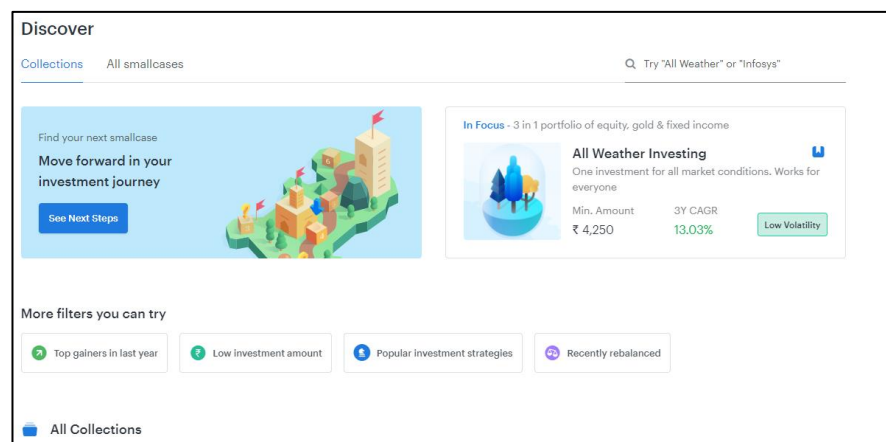 Discover
Collections All smallcases
Try "All Weather" or "Infosys"
Find your next smallcase
Move forward in your
investment journey
See Next Steps
In Focus - 3 in 1 portfolio of equity, gold & fixed income
All Weather Investing
One investment for all market conditions. Works for
everyone
Min. Amount 3Y CAGR
₹ 4,250 13.03% Low Volatility
More filters you can try
Top gainers in last year Low investment amount Popular investment strategies Recently rebalanced
All Collections